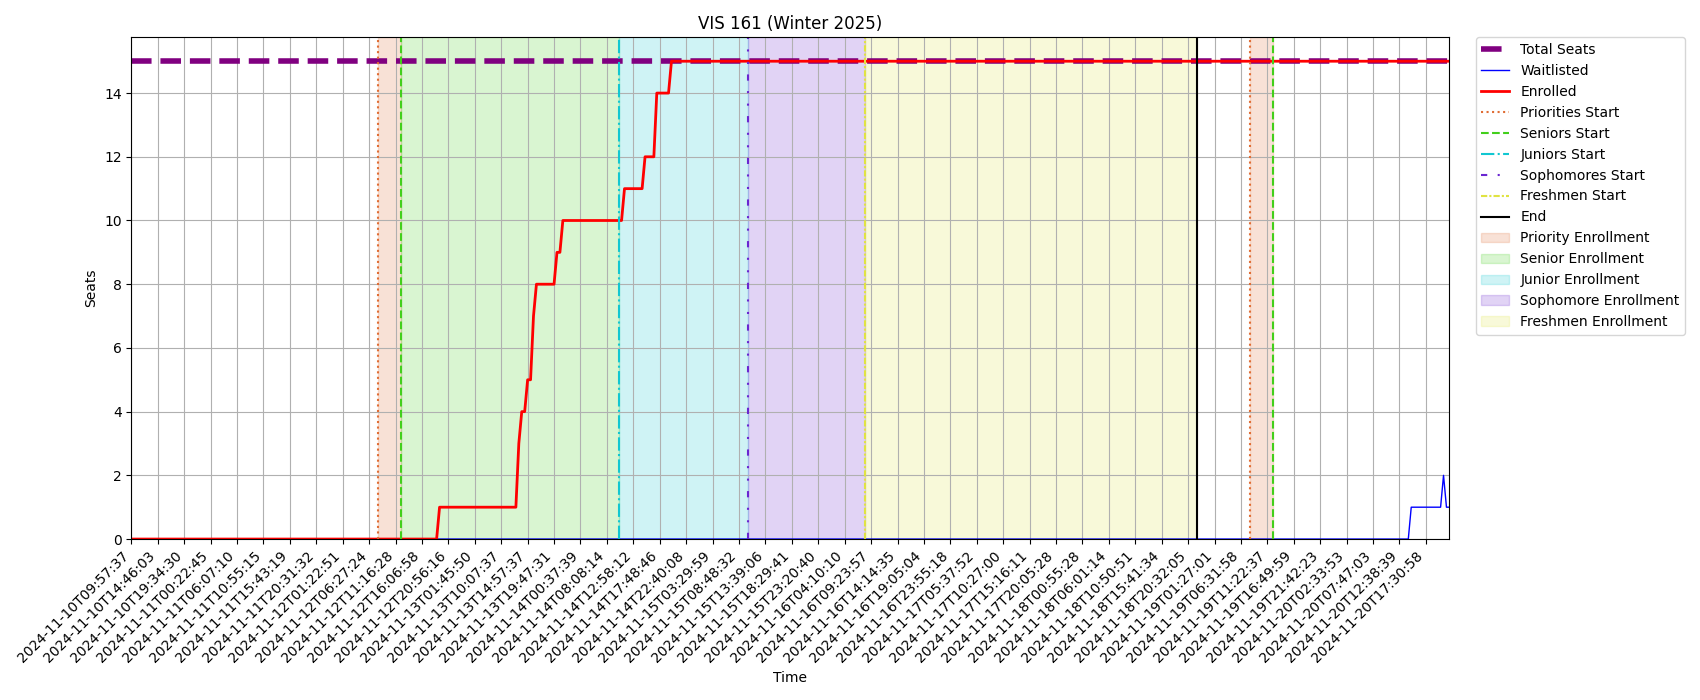 VIS 161 (Winter 2025)
Seats
14
12
10
8
6
4
2
0
2024-11-10T09:57:37
2024-11-10T14:46:03
2024-11-10T19:34:30
2024-11-11T00:22:45
2024-11-11T06:07:10
2024-11-11T10:55:15
2024-11-11T15:43:19
2024-11-11T20:31:32
2024-11-12T01:22:51
2024-11-12T06:27:24
2024-11-12T11:16:28
2024-11-12T16:06:58
2024-11-12T20:56:16
2024-11-13T01:45:50
2024-11-13T10:07:37
2024-11-13T14:57:37
2024-11-13T19:47:31
2024-11-14T00:37:39
2024-11-14T08:08:14
2024-11-14T12:58:12
2024-11-14T17:48:46
2024-11-14T22:40:08
2024-11-15T03:29:59
2024-11-15T08:48:32
2024-11-15T13:39:06
2024-11-15T18:29:41
2024-11-15T23:20:40
2024-11-16T04:10:10
2024-11-16T09:23:57
2024-11-16T14:14:35
2024-11-16T19:05:04
2024-11-16T23:55:18
2024-11-17T05:37:52
2024-11-17T10:27:00
2024-11-17T15:16:11
2024-11-17T20:05:28
2024-11-18T00:55:28
2024-11-18T06:01:14
2024-11-18T10:50:51
2024-11-18T15:41:34
2024-11-18T20:32:05
2024-11-19T01:27:01
2024-11-19T06:31:58
2024-11-19T11:22:37
2024-11-19T16:49:59
2024-11-19T21:42:23
2024-11-20T02:33:53
2024-11-20T07:47:03
2024-11-20T12:38:39
2024-11-20T17:30:58
Time
Total Seats
Waitlisted
Enrolled
Priorities Start
Seniors Start
Juniors Start
Sophomores Start
Freshmen Start
End
Priority Enrollment
Senior Enrollment
Junior Enrollment
Sophomore Enrollment
Freshmen Enrollment